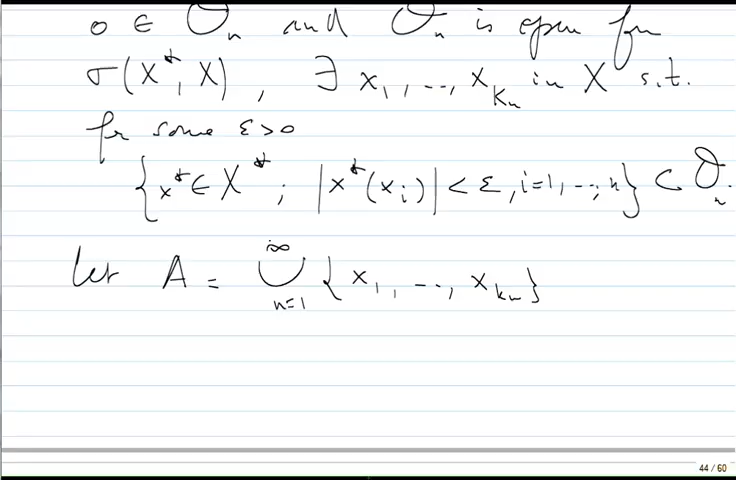 0 ∈ 𝒪_n and 𝒪_n is open for
σ(X*, X), ∃ x_1, ..., x_{k_n} in X s.t.
for some ε>0
{x* ∈ X*; |x*(x_i)| < ε, i=1, ..., n} ⊂ 𝒪_n.
Let A = ⋃_{n=1}^{∞} {x_1, ..., x_{k_n}}
44 / 60